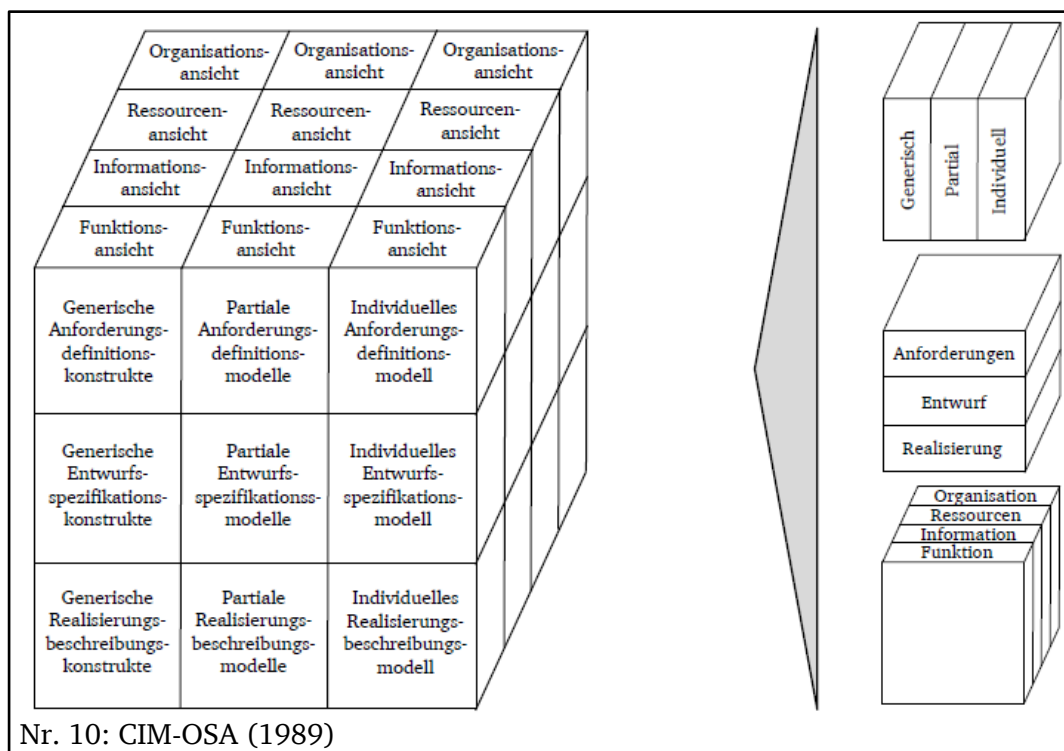 Organisations-
ansicht
Organisations-
ansicht
Organisations-
ansicht
Ressourcen-
ansicht
Ressourcen-
ansicht
Ressourcen-
ansicht
Informations-
ansicht
Informations-
ansicht
Informations-
ansicht
Funktions-
ansicht
Funktions-
ansicht
Funktions-
ansicht
Generische
Anforderungs-
definitions-
konstrukte
Partiale
Anforderungs-
definitions-
modelle
Individuelles
Anforderungs-
definitions-
modell
Generische
Entwurfs-
spezifikations-
konstrukte
Partiale
Entwurfs-
spezifikationss-
modelle
Individuelles
Entwurfs-
spezifikations-
modell
Generische
Realisierungs-
beschreibungs-
konstrukte
Partiale
Realisierungs-
beschreibungs-
modelle
Individuelles
Realisierungs-
beschreibungs-
modell
Generisch
Partial
Individuell
Anforderungen
Entwurf
Realisierung
Organisation
Ressourcen
Information
Funktion
Nr. 10: CIM-OSA (1989)